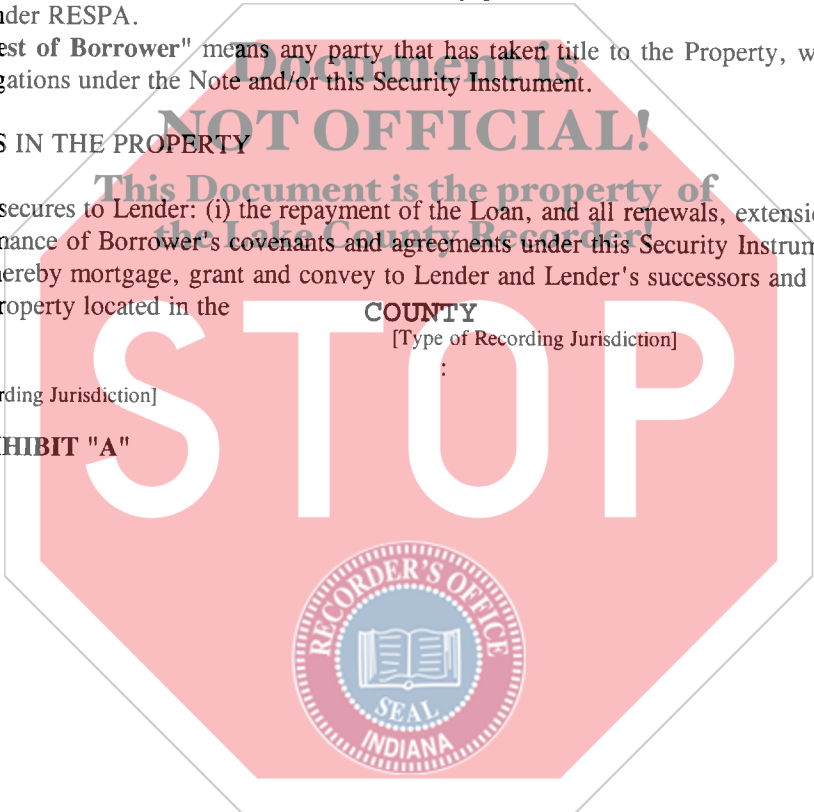 nder RESPA.
est of Borrower" means any party that has taken title to the Property, w
gations under the Note and/or this Security Instrument.
Document is
NOT OFFICIAL!
S IN THE PROPERTY
This Document is the property of
the Lake County Recorder!
secures to Lender: (i) the repayment of the Loan, and all renewals, extensi
nance of Borrower's covenants and agreements under this Security Instrum
hereby mortgage, grant and convey to Lender and Lender's successors and
roperty located in the COUNTY
[Type of Recording Jurisdiction]
:
rding Jurisdiction]
HIBIT "A"
STOP
RECORDER'S OFFICE
SEAL
INDIANA